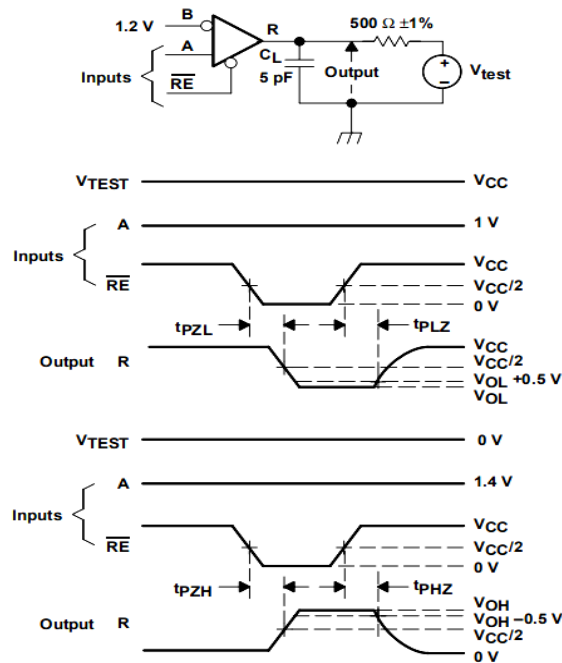 1.2 V B
A
R
500 Ω ±1%
Inputs
RE
CL
5 pF
Output
Vtest
+
−
VTEST
VCC
A
1 V
Inputs
RE
VCC
VCC/2
0 V
tPZL
tPLZ
Output R
VCC
VCC/2
VOL +0.5 V
VOL
VTEST
0 V
A
1.4 V
Inputs
RE
VCC
VCC/2
0 V
tPZH
tPHZ
Output R
VOH
VOH −0.5 V
VCC/2
0 V